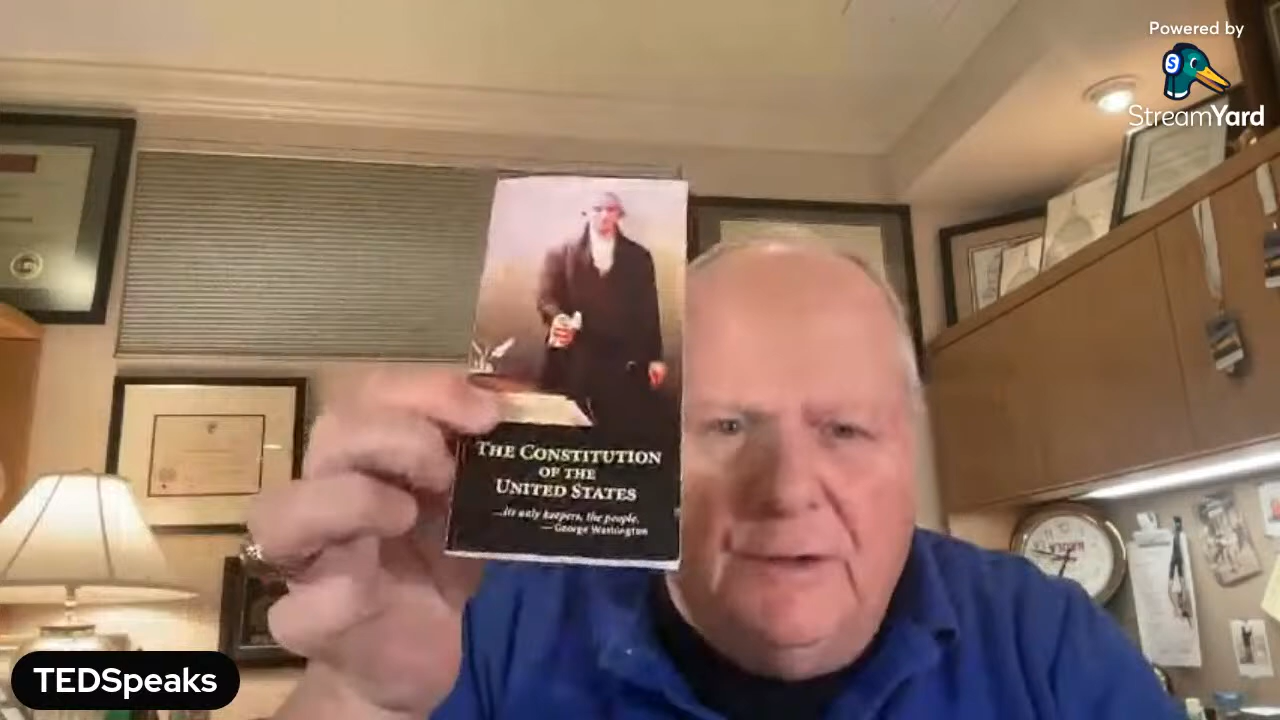 Powered by
StreamYard
THE CONSTITUTION
OF THE
UNITED STATES
...its only keepers, the people.
—George Washington
TEDSpeaks